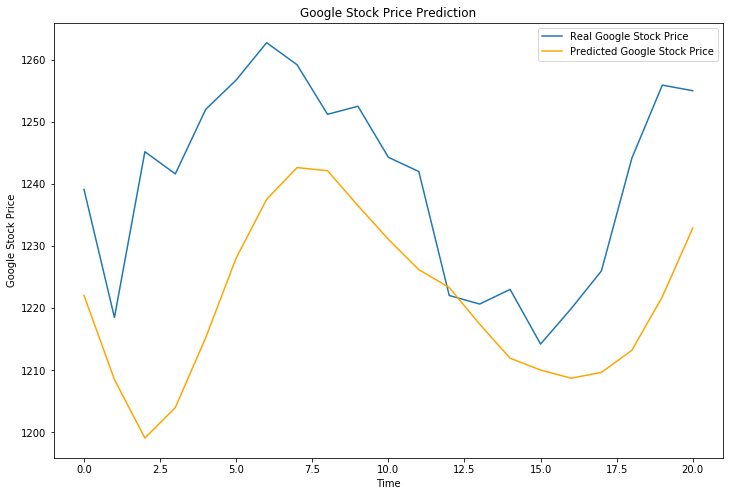 Google Stock Price Prediction
Real Google Stock Price
Predicted Google Stock Price
1260
1250
1240
1230
1220
1210
1200
Google Stock Price
0.0 2.5 5.0 7.5 10.0 12.5 15.0 17.5 20.0
Time